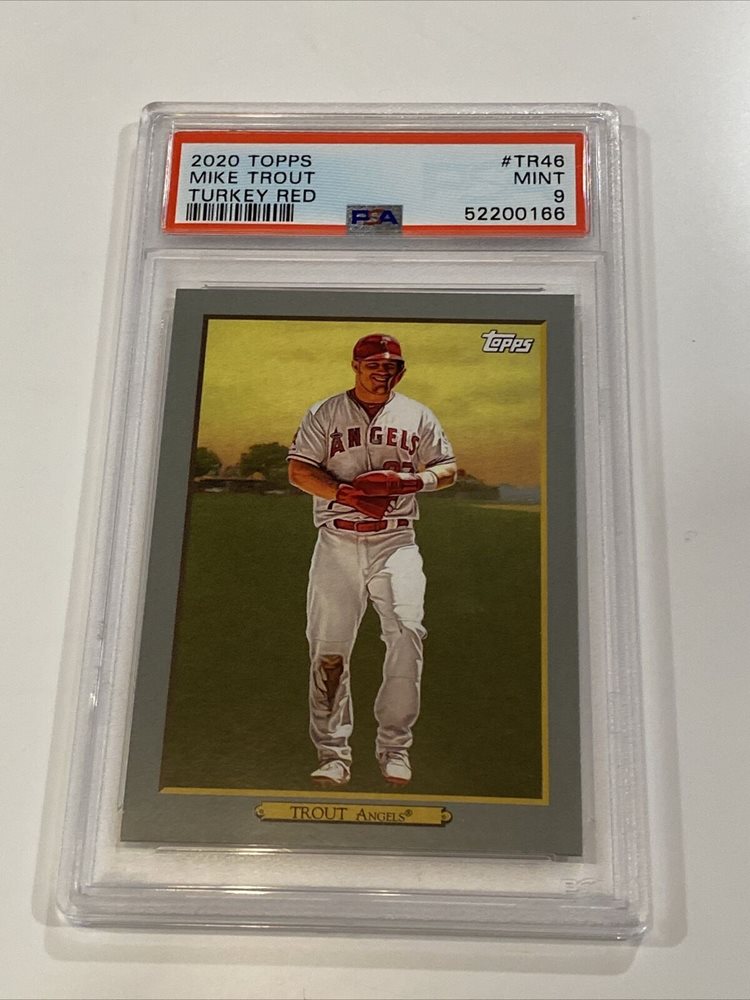 2020 TOPPS #TR46
MIKE TROUT MINT
TURKEY RED 9
PSA 52200166
topps
ANGELS
TROUT ANGELS®